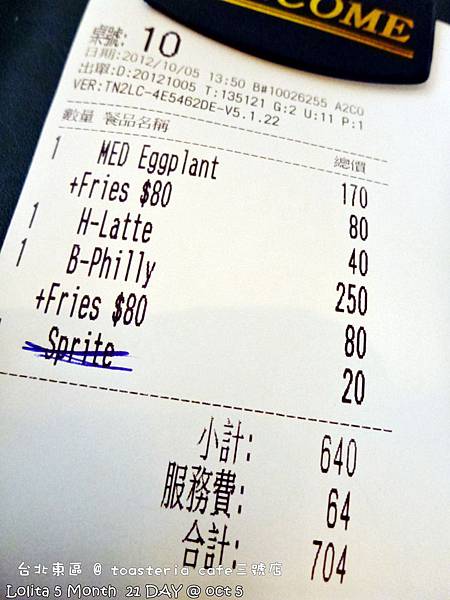 COME
桌號: 10
日期:2012/10/05 13:50 B#10026255 A2C0
出單:D:20121005 T:135121 G:2 U:11 P:1
VER:TN2LC-4E5462DE-V5.1.22
數量 餐品名稱 總價
1 MED Eggplant 170
+Fries $80 80
1 H-Latte 40
1 B-Philly 250
+Fries $80 80
Sprite 20
小計: 640
服務費: 64
合計: 704
台北東區 @ toasteria cafe三號店
Lolita 5 Month 21 DAY @ oct 5